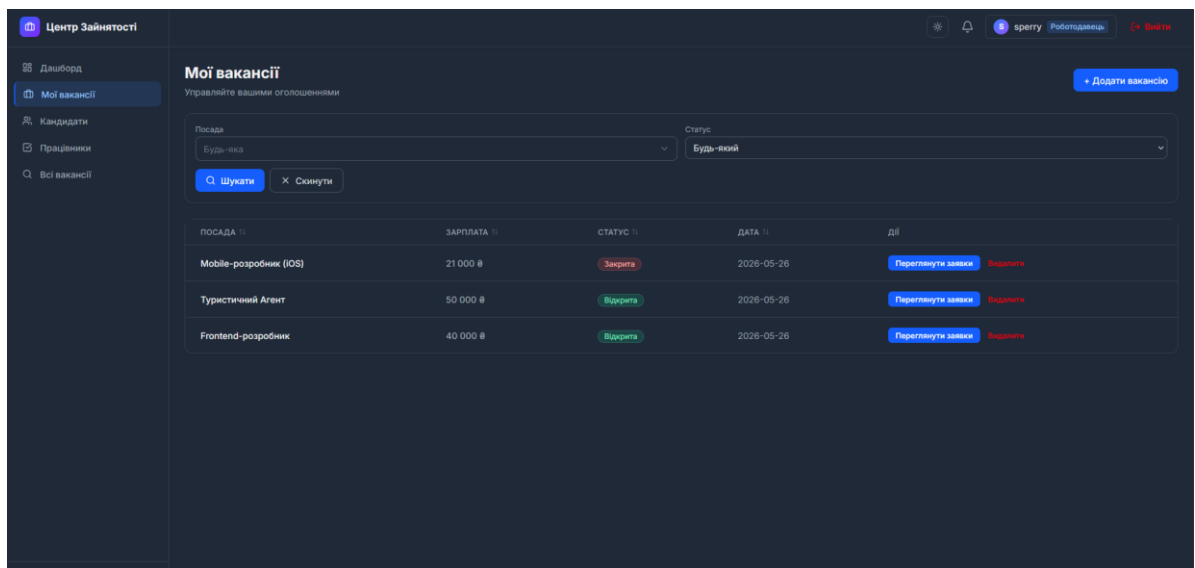 Центр Зайнятості
S sperry Роботодавець Вийти
Дашборд
Мої вакансії
Кандидати
Працівники
Всі вакансії
Мої вакансії
Управляйте вашими оголошеннями
+ Додати вакансію
Посада
Будь-яка
Статус
Будь-який
Шукати
Скинути
ПОСАДА ЗАРПЛАТА СТАТУС ДАТА ДІЇ
Mobile-розробник (iOS) 21 000 ₴ Закрита 2026-05-26 Переглянути заявки Видалити
Туристичний Агент 50 000 ₴ Відкрита 2026-05-26 Переглянути заявки Видалити
Frontend-розробник 40 000 ₴ Відкрита 2026-05-26 Переглянути заявки Видалити